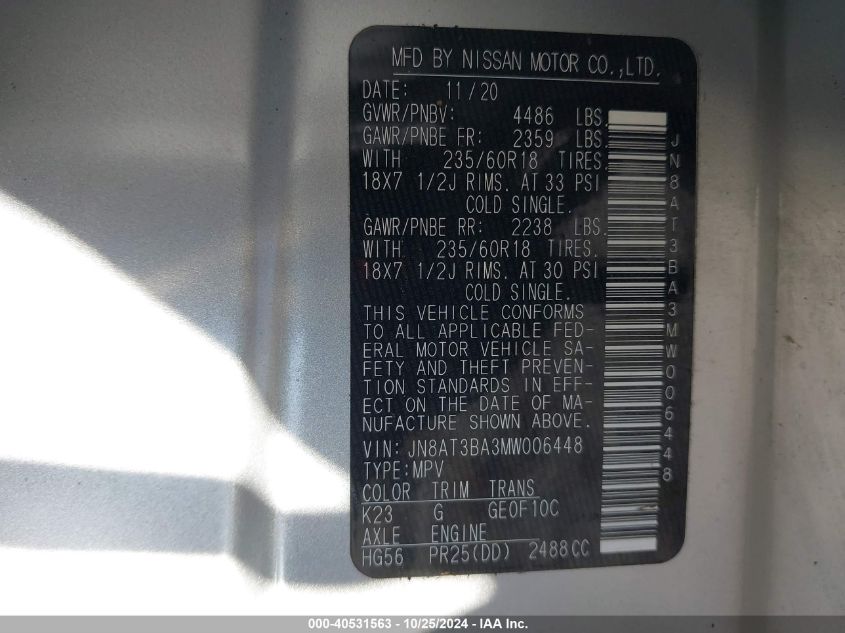 MFD BY NISSAN MOTOR CO.,LTD.
DATE: 11/20
GVWR/PNBV: 4486 LBS.
GAWR/PNBE FR: 2359 LBS.
WITH 235/60R18 TIRES.
18X7 1/2J RIMS. AT 33 PSI
COLD SINGLE.
GAWR/PNBE RR: 2238 LBS.
WITH 235/60R18 TIRES.
18X7 1/2J RIMS. AT 30 PSI
COLD SINGLE.
THIS VEHICLE CONFORMS
TO ALL APPLICABLE FED-
ERAL MOTOR VEHICLE SA-
FETY AND THEFT PREVEN-
TION STANDARDS IN EFF-
ECT ON THE DATE OF MA-
NUFACTURE SHOWN ABOVE.
VIN: JN8AT3BA3MW006448
TYPE:MPV
COLOR TRIM TRANS
K23 G GE0F10C
AXLE ENGINE
HG56 PR25(DD) 2488CC
JN8AT3BA3MW006448
000-40531563 - 10/25/2024 - IAA Inc.